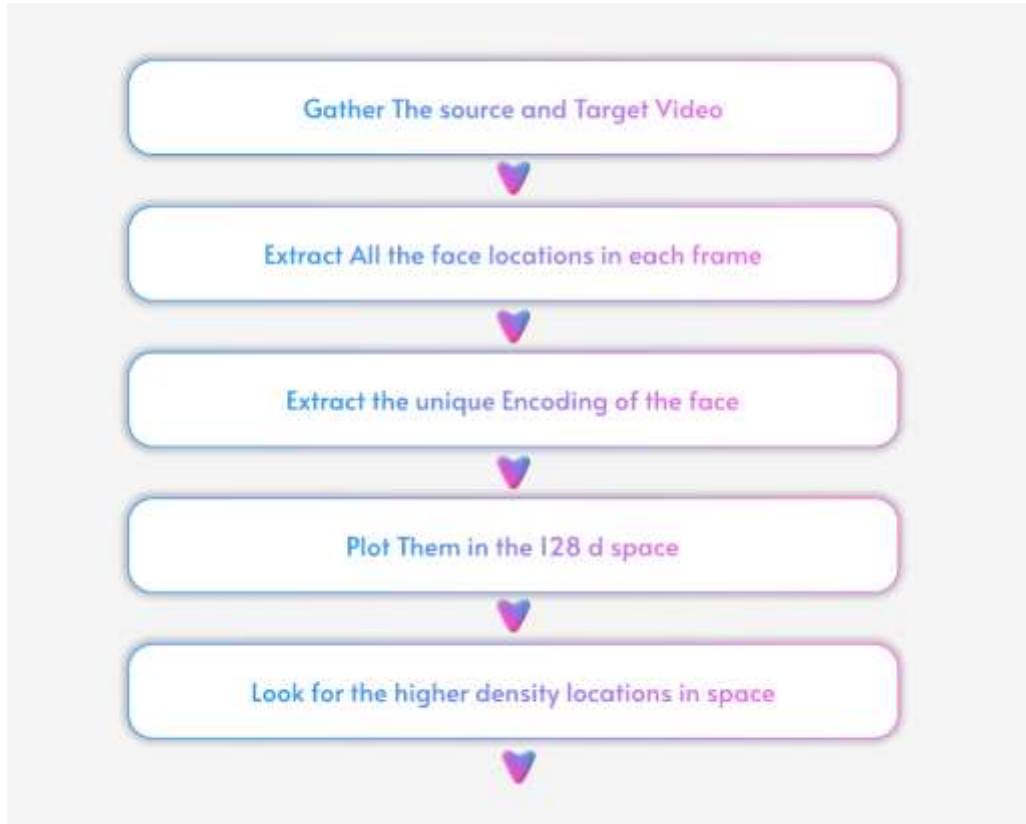 Gather The source and Target Video
Extract All the face locations in each frame
Extract the unique Encoding of the face
Plot Them in the 128 d space
Look for the higher density locations in space